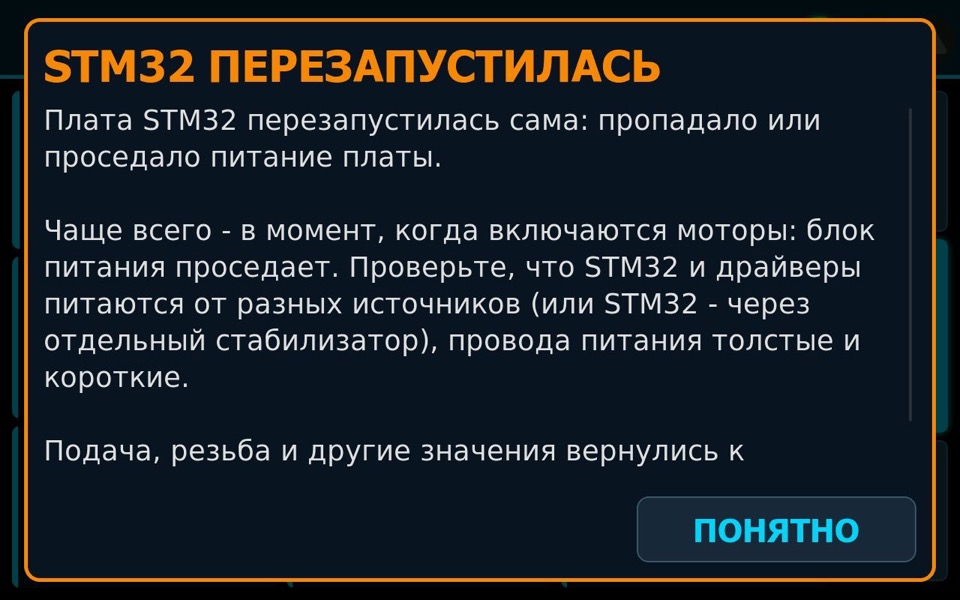 STM32 ПЕРЕЗАПУСТИЛАСЬ
Плата STM32 перезапустилась сама: пропадало или
проседало питание платы.
Чаще всего - в момент, когда включаются моторы: блок
питания проседает. Проверьте, что STM32 и драйверы
питаются от разных источников (или STM32 - через
отдельный стабилизатор), провода питания толстые и
короткие.
Подача, резьба и другие значения вернулись к
ПОНЯТНО